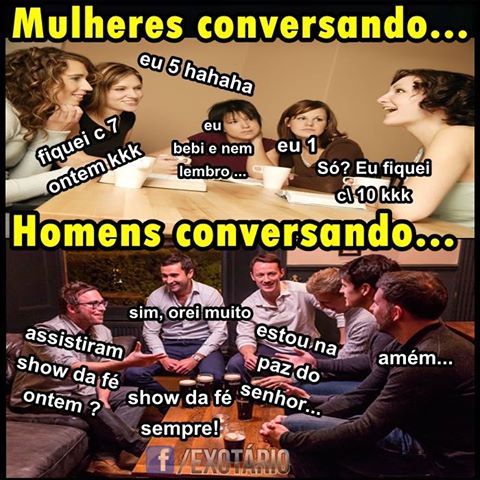 Mulheres conversando...
eu 5 hahaha
fiquei c 7
ontem kkk
eu
bebi e nem
lembro ...
eu 1
Só? Eu fiquei
c\ 10 kkk
Homens conversando...
sim, orei muito
assistiram
show da fé
ontem ?
show da fé
sempre!
estou na
paz do
senhor...
amém...
f /EXOTÁRIO